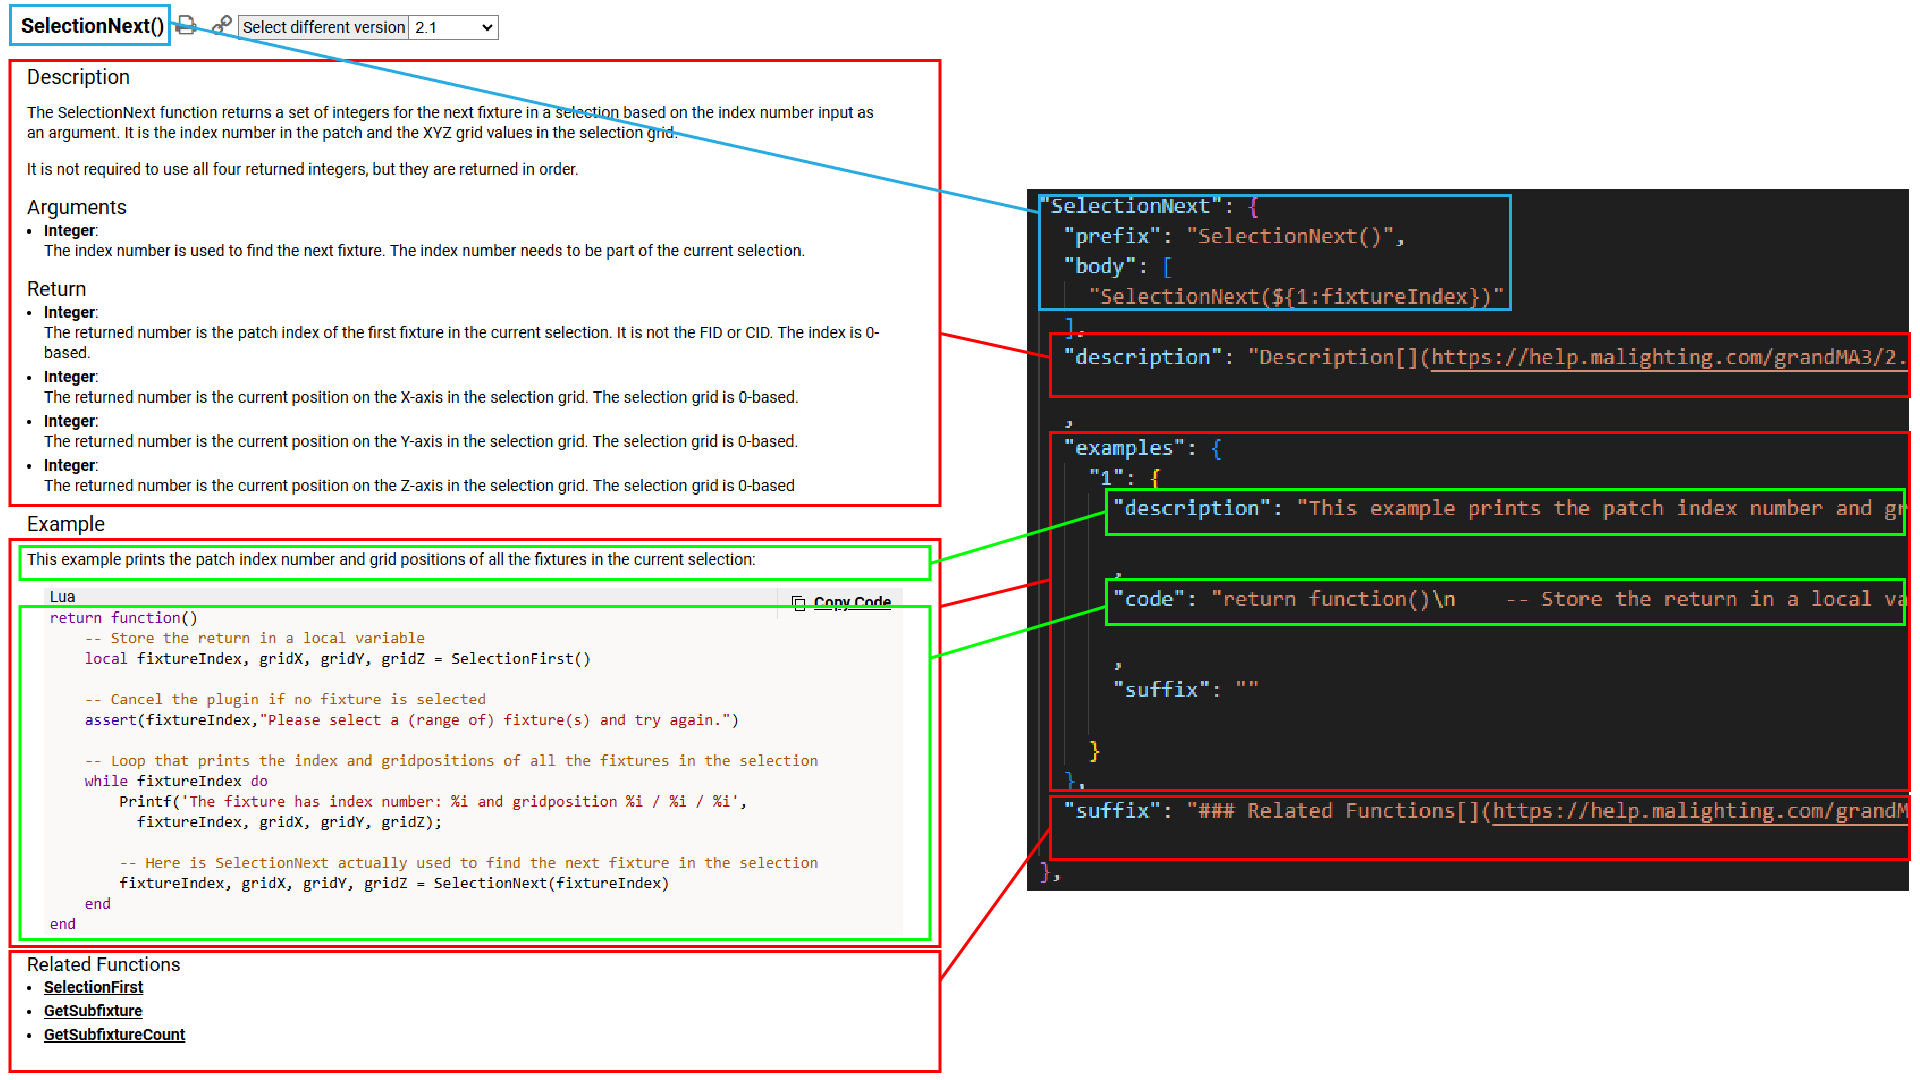 SelectionNext()
Select different version 2.1
Description
The SelectionNext function returns a set of integers for the next fixture in a selection based on the index number input as
an argument. It is the index number in the patch and the XYZ grid values in the selection grid.
It is not required to use all four returned integers, but they are returned in order.
Arguments
• Integer:
The index number is used to find the next fixture. The index number needs to be part of the current selection.
Return
• Integer:
The returned number is the patch index of the first fixture in the current selection. It is not the FID or CID. The index is 0-
based.
• Integer:
The returned number is the current position on the X-axis in the selection grid. The selection grid is 0-based.
• Integer:
The returned number is the current position on the Y-axis in the selection grid. The selection grid is 0-based.
• Integer:
The returned number is the current position on the Z-axis in the selection grid. The selection grid is 0-based
Example
This example prints the patch index number and grid positions of all the fixtures in the current selection:
Lua
Copy Code
return function()
    -- Store the return in a local variable
    local fixtureIndex, gridX, gridY, gridZ = SelectionFirst()
    -- Cancel the plugin if no fixture is selected
    assert(fixtureIndex,"Please select a (range of) fixture(s) and try again.")
    -- Loop that prints the index and gridpositions of all the fixtures in the selection
    while fixtureIndex do
        Printf('The fixture has index number: %i and gridposition %i / %i / %i',
          fixtureIndex, gridX, gridY, gridZ);
        -- Here is SelectionNext actually used to find the next fixture in the selection
        fixtureIndex, gridX, gridY, gridZ = SelectionNext(fixtureIndex)
    end
end
Related Functions
• SelectionFirst
• GetSubfixture
• GetSubfixtureCount
"SelectionNext": {
  "prefix": "SelectionNext()",
  "body": [
    "SelectionNext(${1:fixtureIndex})"
  ],
  "description": "Description[](https://help.malighting.com/grandMA3/2.
  ,
  "examples": {
    "1": {
      "description": "This example prints the patch index number and gr
      ,
      "code": "return function()\n    -- Store the return in a local va
      ,
      "suffix": ""
    }
  },
  "suffix": "### Related Functions[](https://help.malighting.com/grandM
},